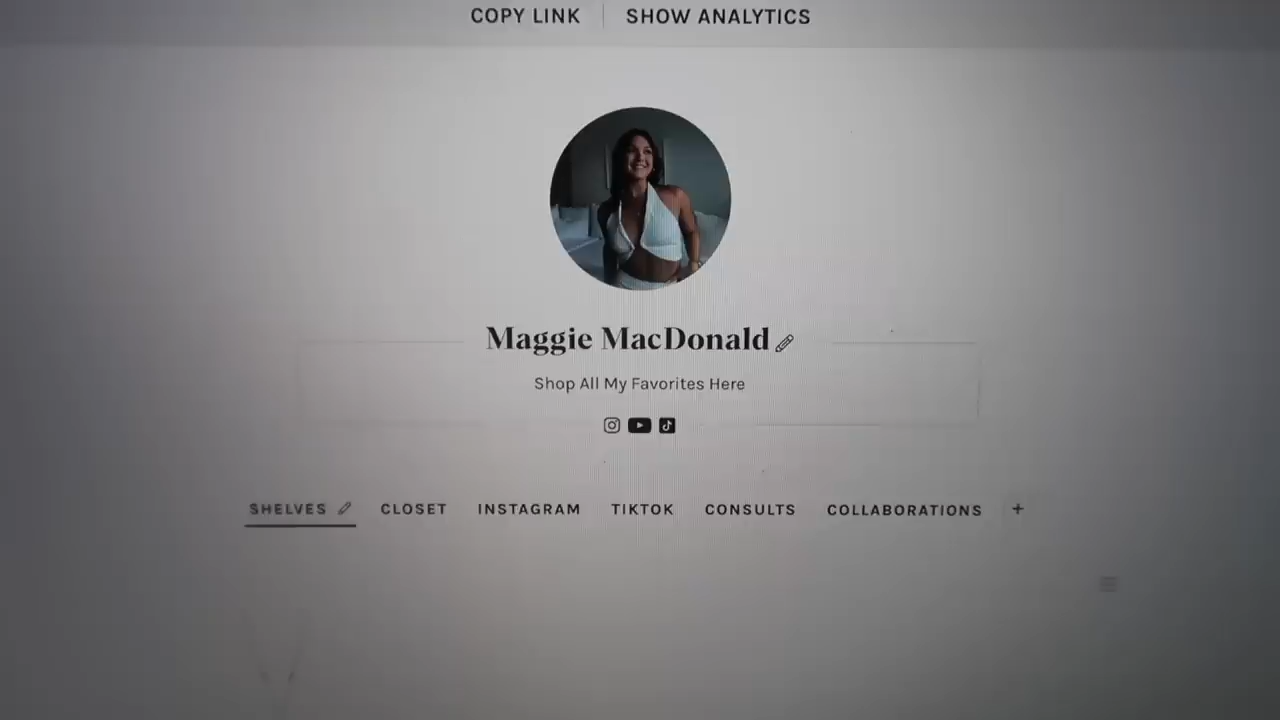 COPY LINK
SHOW ANALYTICS
Maggie MacDonald
Shop All My Favorites Here
SHELVES CLOSET INSTAGRAM TIKTOK CONSULTS COLLABORATIONS +